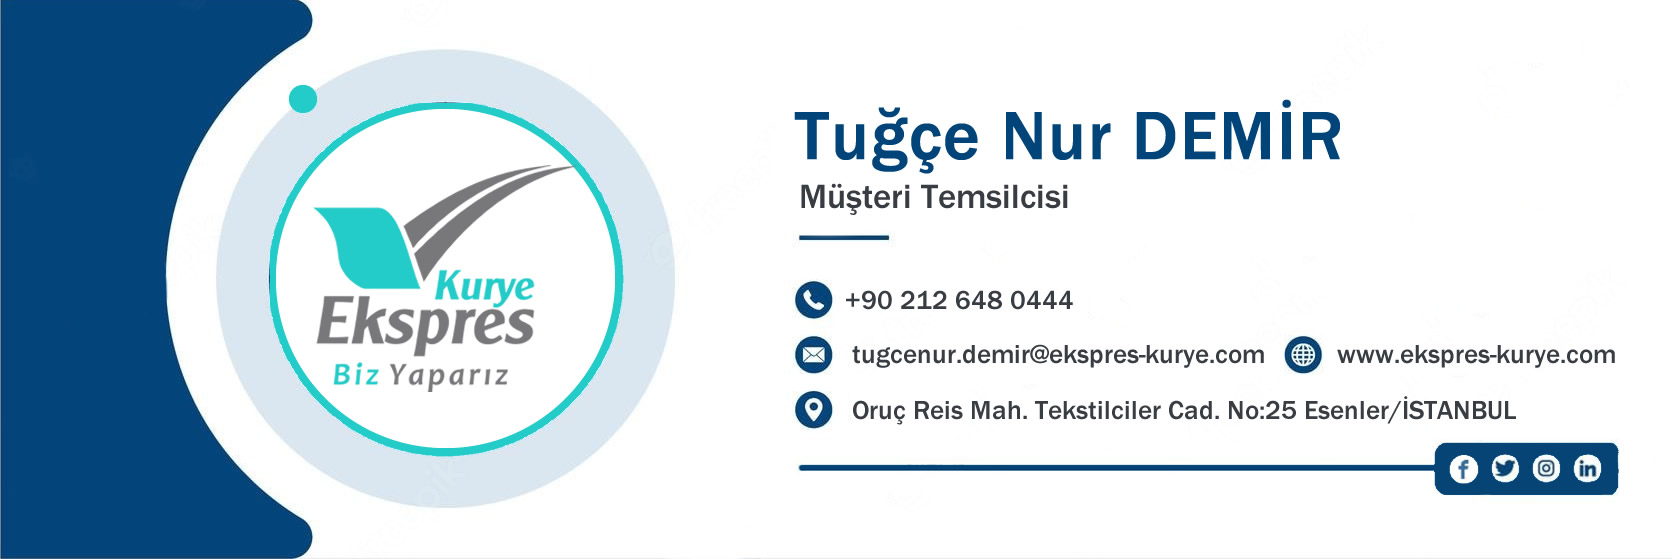 Kurye
Ekspres
Biz Yaparız
Tuğçe Nur DEMİR
Müşteri Temsilcisi
+90 212 648 0444
tugcenur.demir@ekspres-kurye.com www.ekspres-kurye.com
Oruç Reis Mah. Tekstilciler Cad. No:25 Esenler/İSTANBUL